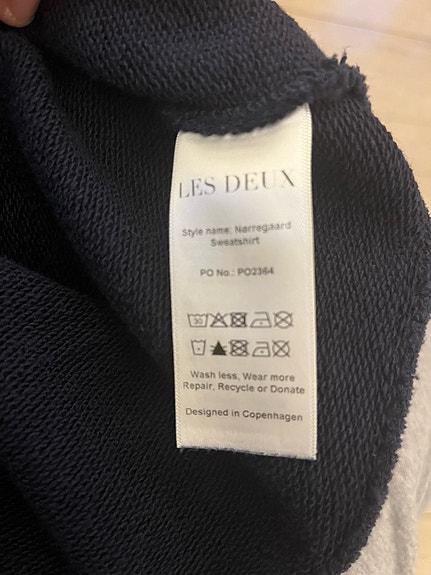 LES DEUX
Style name: Nørregaard
Sweatshirt
PO No.: PO2364
30
Wash less, Wear more
Repair, Recycle or Donate
Designed in Copenhagen